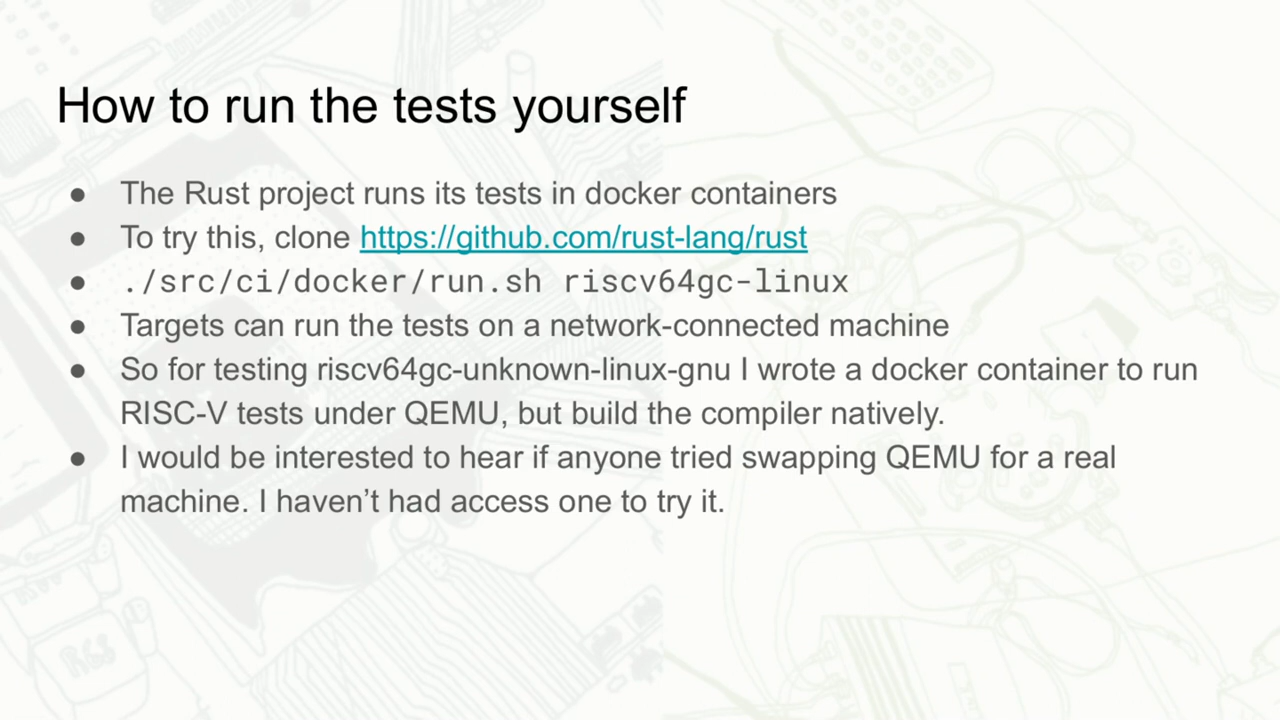 How to run the tests yourself
● The Rust project runs its tests in docker containers
● To try this, clone https://github.com/rust-lang/rust
● ./src/ci/docker/run.sh riscv64gc-linux
● Targets can run the tests on a network-connected machine
● So for testing riscv64gc-unknown-linux-gnu I wrote a docker container to run
RISC-V tests under QEMU, but build the compiler natively.
● I would be interested to hear if anyone tried swapping QEMU for a real
machine. I haven’t had access one to try it.